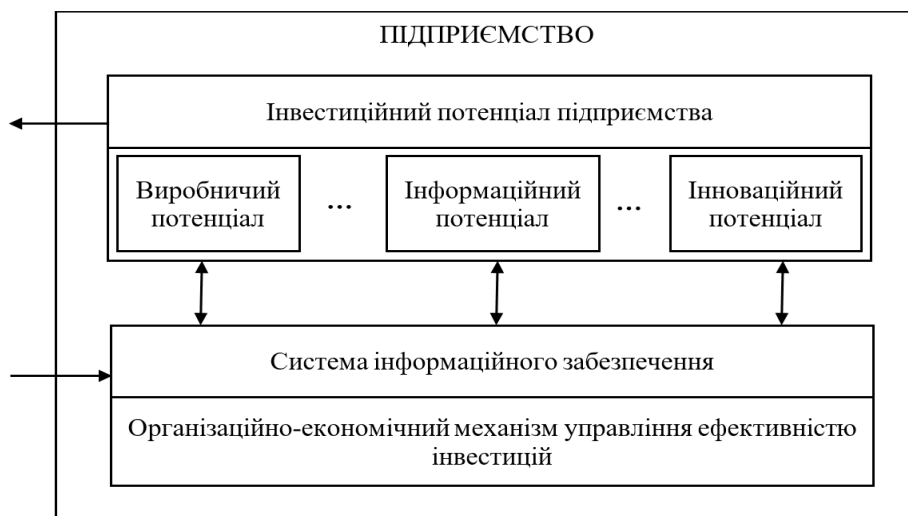 ПІДПРИЄМСТВО
Інвестиційний потенціал підприємства
Виробничий
потенціал
...
Інформаційний
потенціал
...
Інноваційний
потенціал
Система інформаційного забезпечення
Організаційно-економічний механізм управління ефективністю
інвестицій